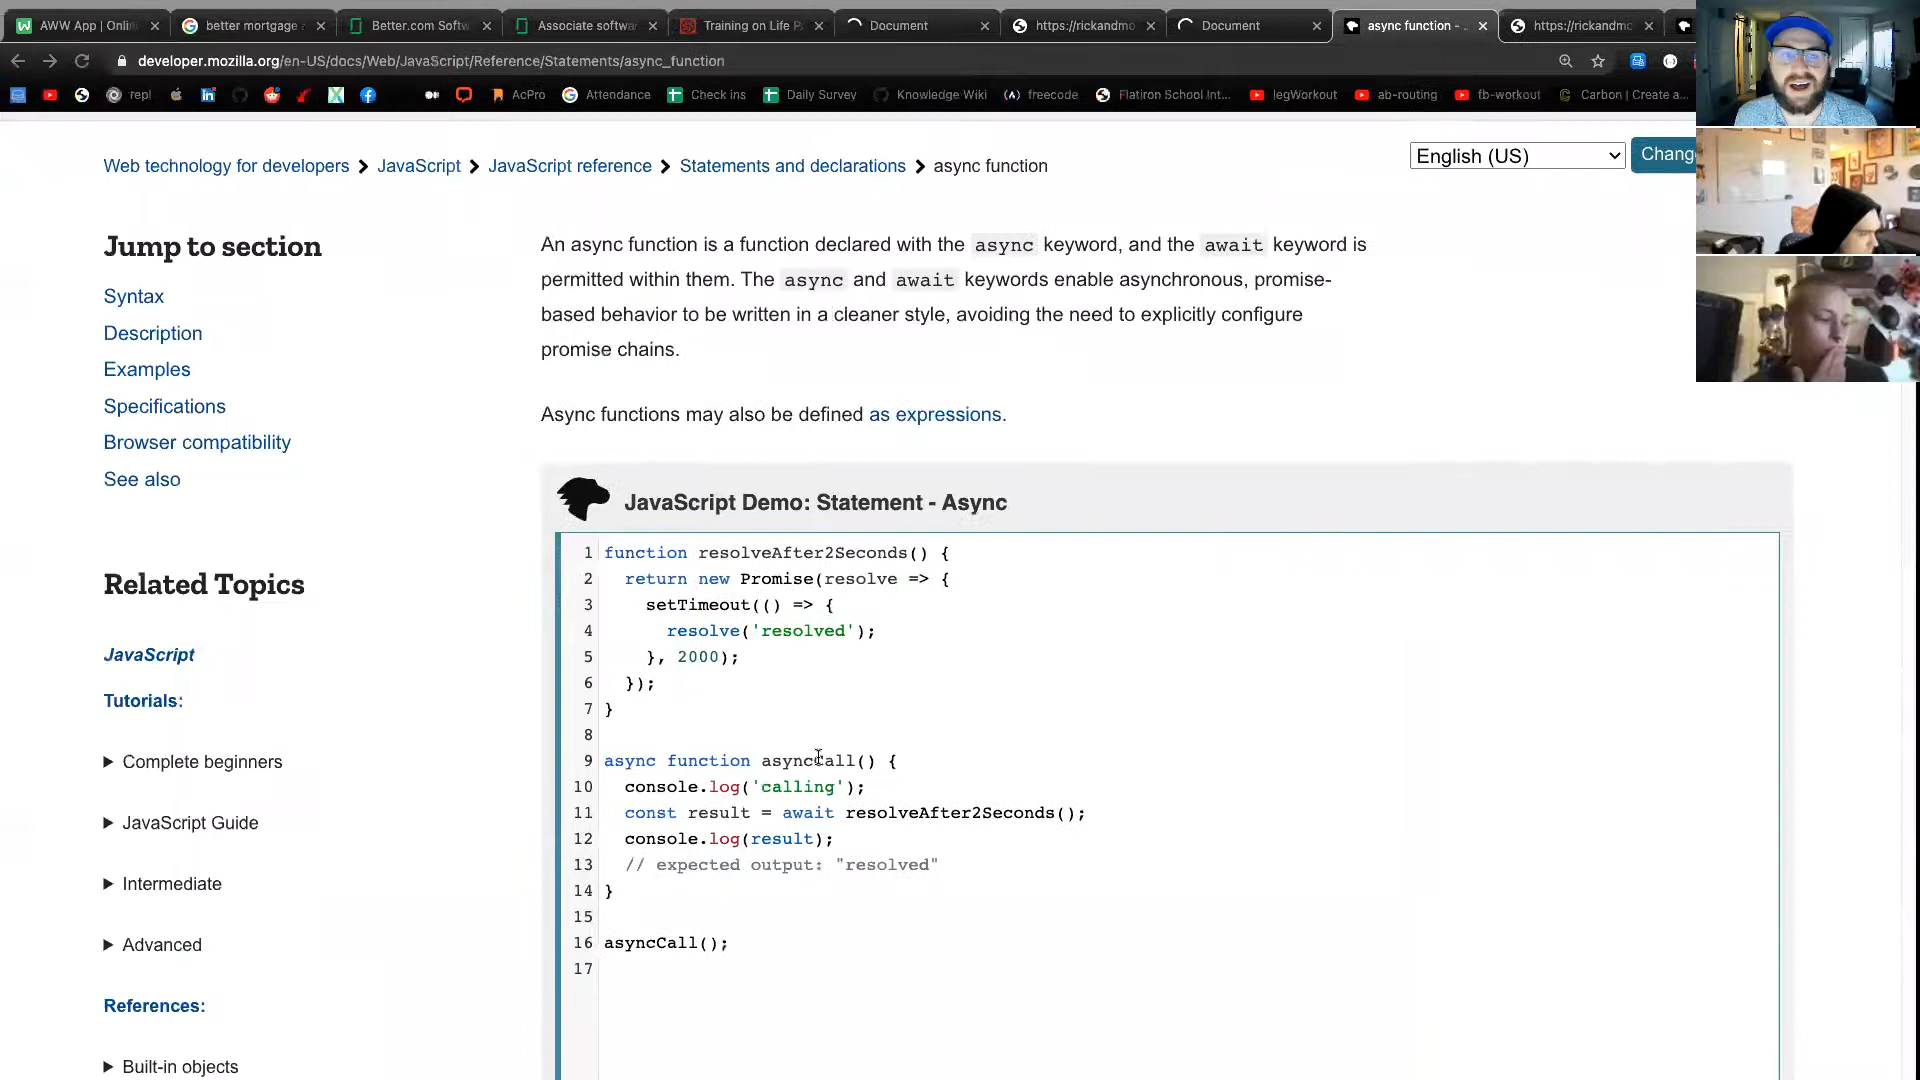 AWW App | Onli
better mortgage
Better.com Softw
Associate softwa
Training on Life
Document
https://rickandmo
Document
async function -
https://rickandmo
developer.mozilla.org/en-US/docs/Web/JavaScript/Reference/Statements/async_function
repl
AcPro
Attendance
Check ins
Daily Survey
Knowledge Wiki
freecode
Flatiron School Int...
legWorkout
ab-routing
fb-workout
Carbon | Create a...
Web technology for developers
JavaScript
JavaScript reference
Statements and declarations
async function
English (US)
Chang
Jump to section
Syntax
Description
Examples
Specifications
Browser compatibility
See also
Related Topics
JavaScript
Tutorials:
Complete beginners
JavaScript Guide
Intermediate
Advanced
References:
Built-in objects
An async function is a function declared with the async keyword, and the await keyword is
permitted within them. The async and await keywords enable asynchronous, promise-
based behavior to be written in a cleaner style, avoiding the need to explicitly configure
promise chains.
Async functions may also be defined as expressions.
JavaScript Demo: Statement - Async
1 function resolveAfter2Seconds() {
2 return new Promise(resolve => {
3 setTimeout(() => {
4 resolve('resolved');
5 }, 2000);
6 });
7 }
8
9 async function asyncCall() {
10 console.log('calling');
11 const result = await resolveAfter2Seconds();
12 console.log(result);
13 // expected output: "resolved"
14 }
15
16 asyncCall();
17